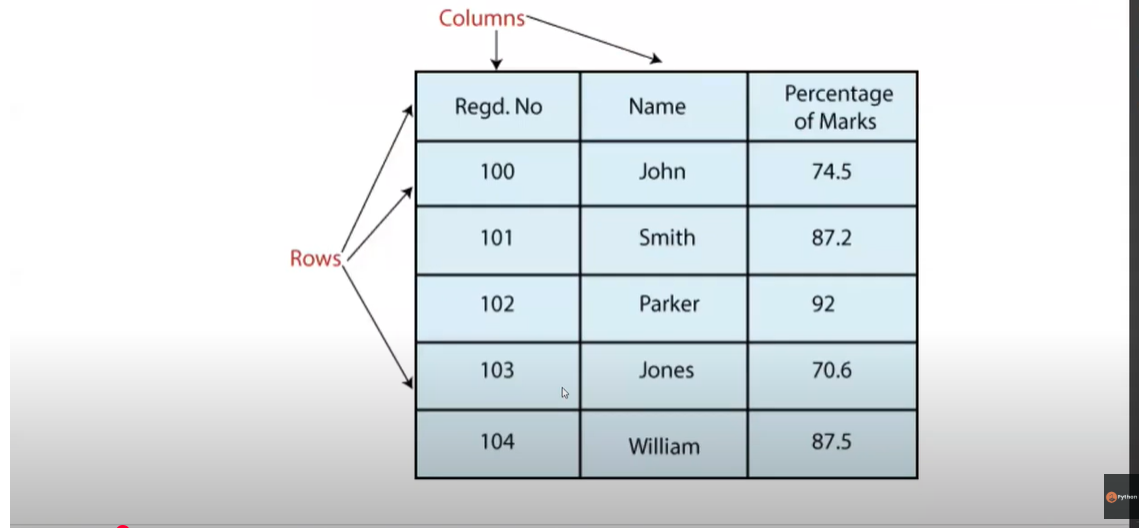 Columns
Regd. No Name Percentage
of Marks
100 John 74.5
101 Smith 87.2
Rows
102 Parker 92
103 Jones 70.6
104 William 87.5
Python